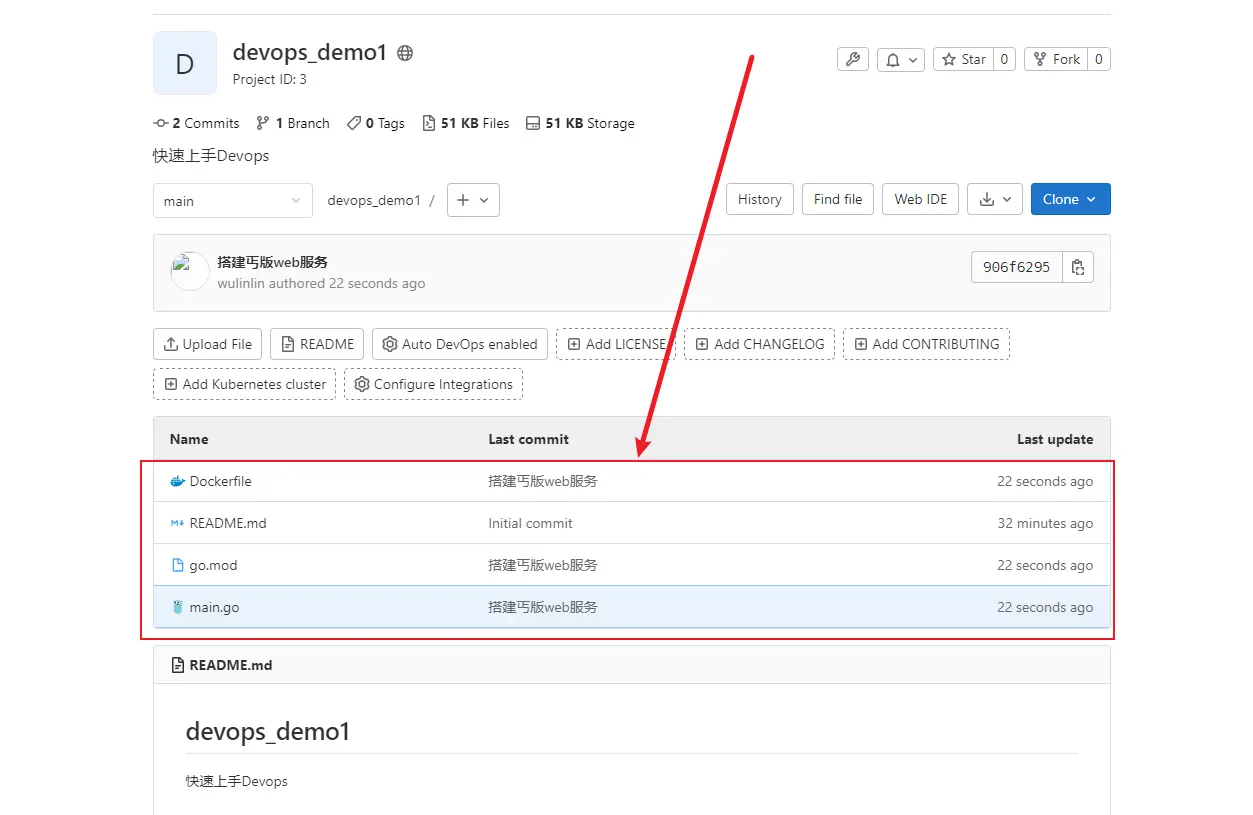 D
devops_demo1
Project ID: 3
Star 0 Fork 0
2 Commits 1 Branch 0 Tags 51 KB Files 51 KB Storage
快速上手Devops
main devops_demo1 / History Find file Web IDE Clone
搭建丐版web服务
wulinlin authored 22 seconds ago
906f6295
Upload File README Auto DevOps enabled Add LICENSE Add CHANGELOG Add CONTRIBUTING
Add Kubernetes cluster Configure Integrations
Name Last commit Last update
Dockerfile 搭建丐版web服务 22 seconds ago
README.md Initial commit 32 minutes ago
go.mod 搭建丐版web服务 22 seconds ago
main.go 搭建丐版web服务 22 seconds ago
README.md
devops_demo1
快速上手Devops